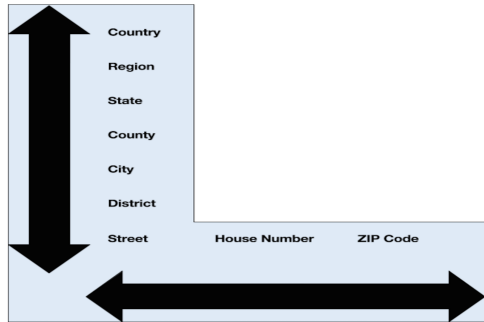 Country
Region
State
County
City
District
Street House Number ZIP Code